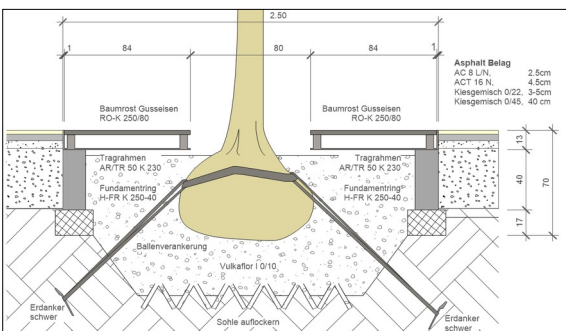 2.50
1
84
80
84
1
Asphalt Belag
AC 8 L/N, 2.5cm
ACT 16 N, 4.5cm
Kiesgemisch 0/22, 3-5cm
Kiesgemisch 0/45, 40 cm
Baumrost Gusseisen
RO-K 250/80
Baumrost Gusseisen
RO-K 250/80
13
Tragrahmen
AR/TR 50 K 230
Tragrahmen
AR/TR 50 K 230
40
70
Fundamentring
H-FR K 250-40
Fundamentring
H-FR K 250-40
17
Ballenverankerung
Vulkaflor I 0/10
Erdanker
schwer
Sohle auflockern
Erdanker
schwer